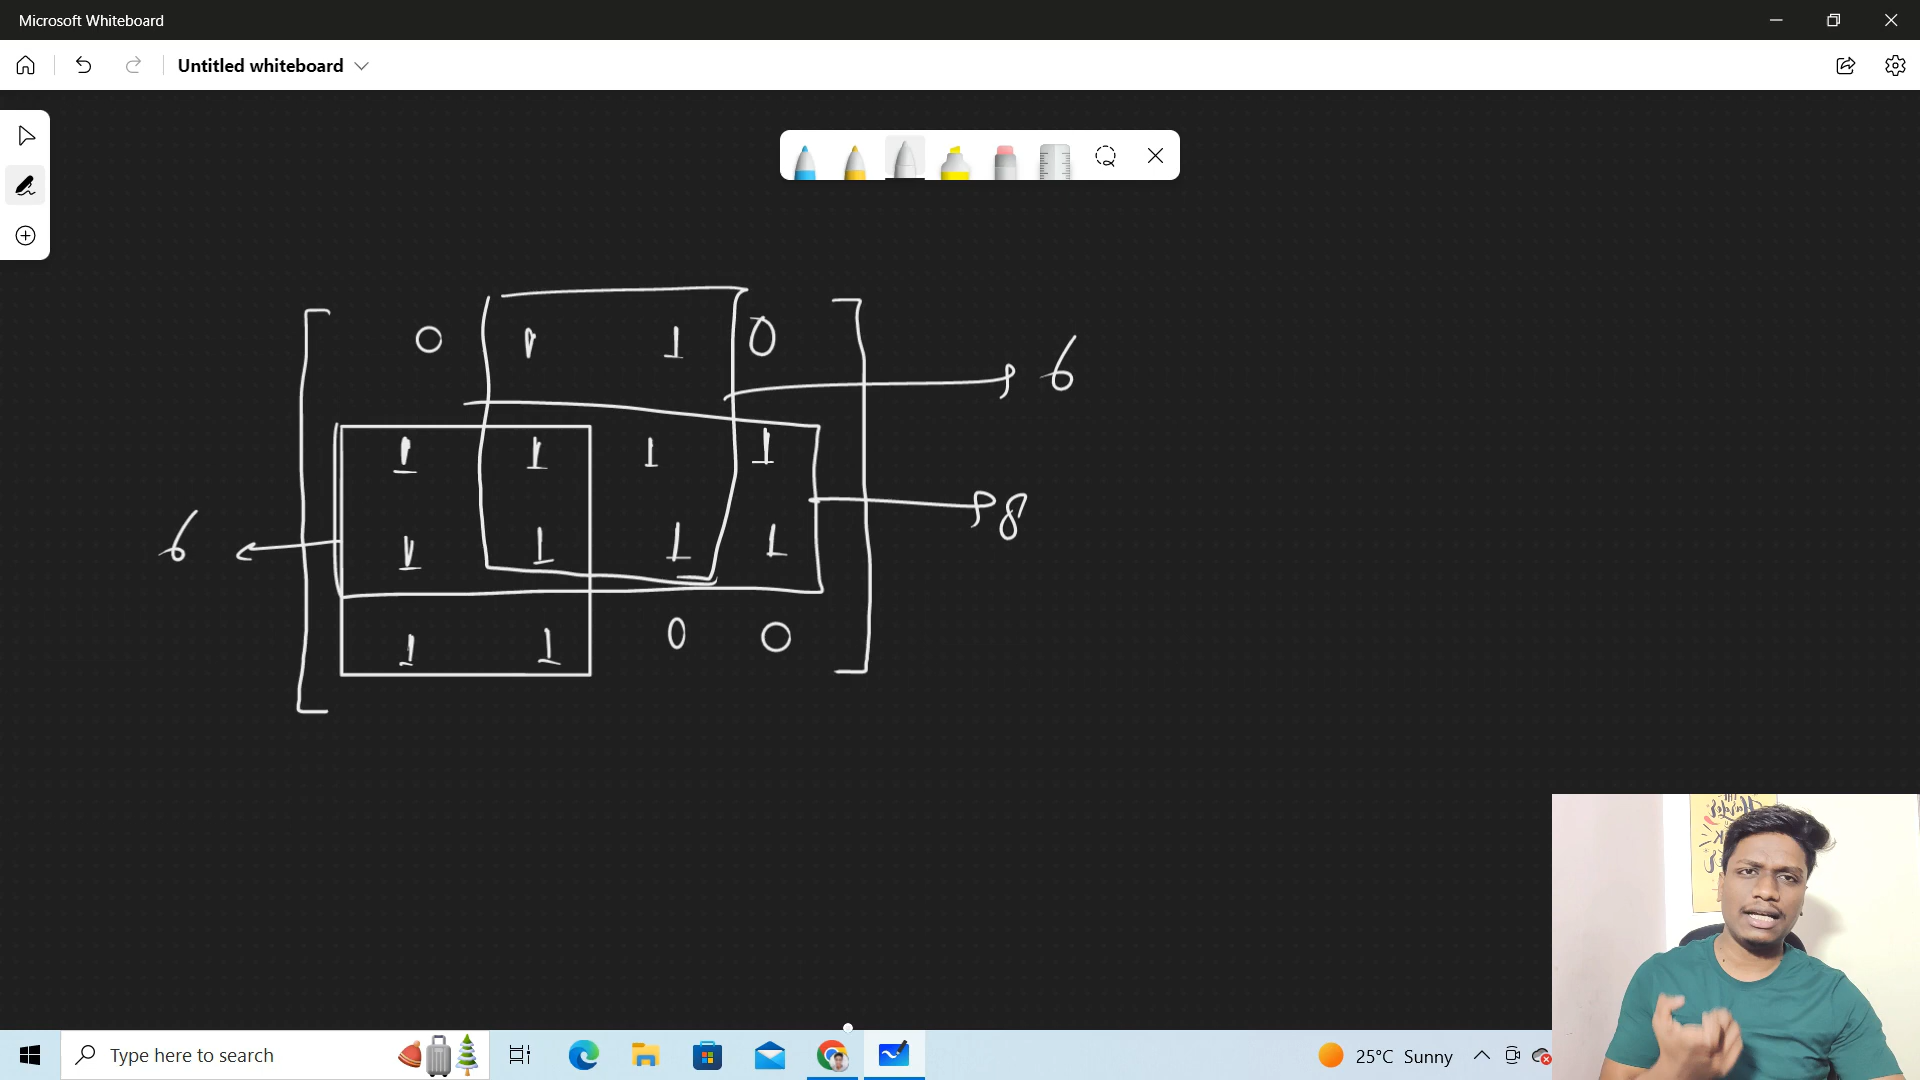 Microsoft Whiteboard
Untitled whiteboard
0 1 1 0
6
1 1 1 1
8
6
1 1 1 1
1 1 0 0
Type here to search
25°C Sunny